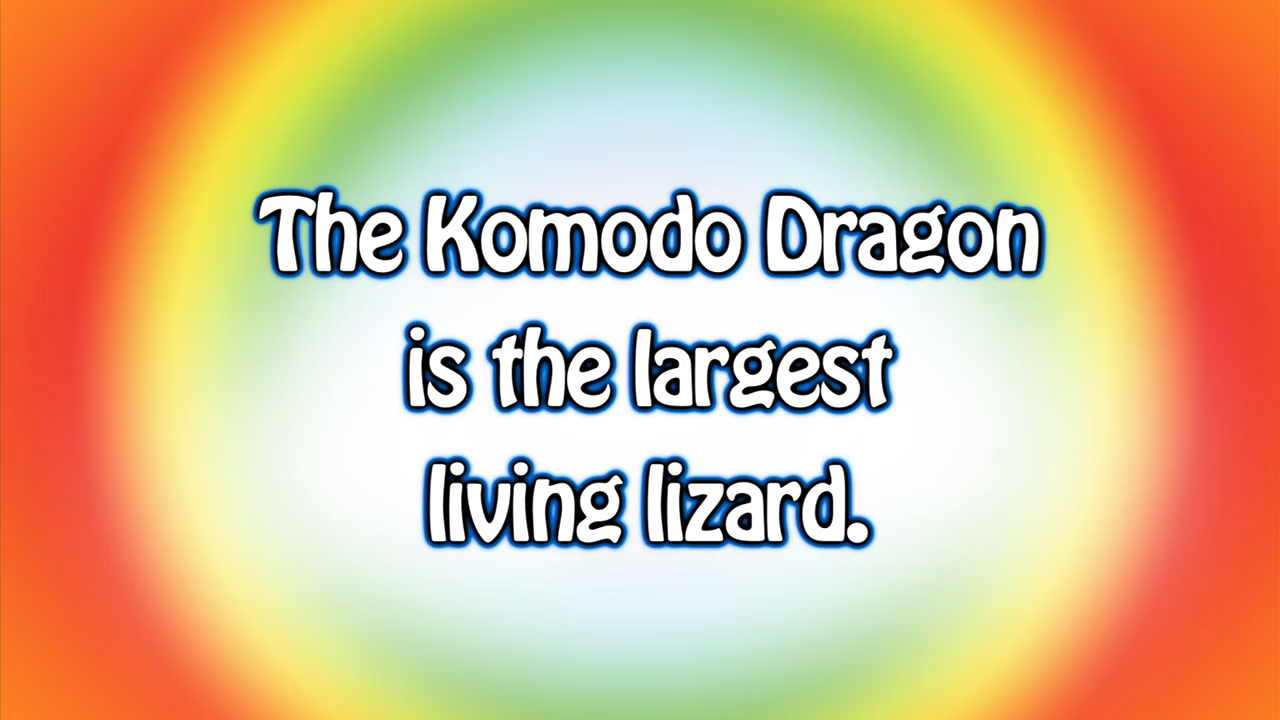 The Komodo Dragon
is the largest
living lizard.